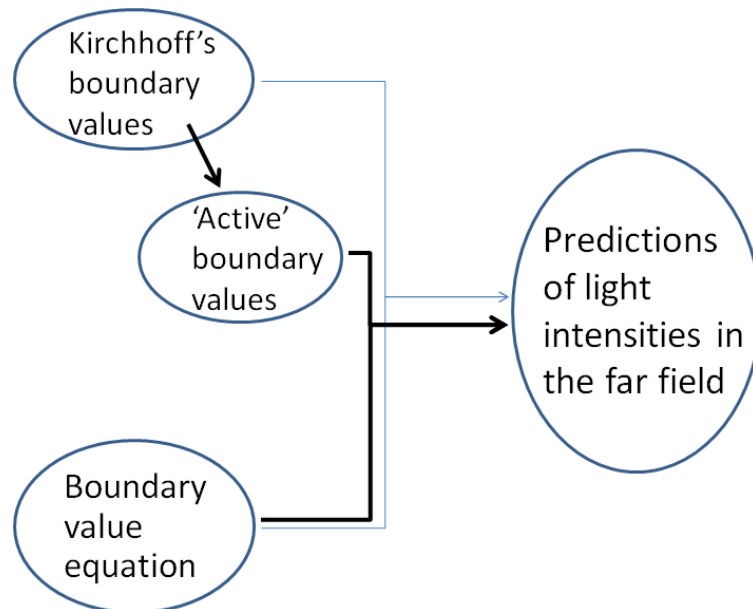 Kirchhoff's
boundary
values
'Active'
boundary
values
Predictions
of light
intensities in
the far field
Boundary
value
equation